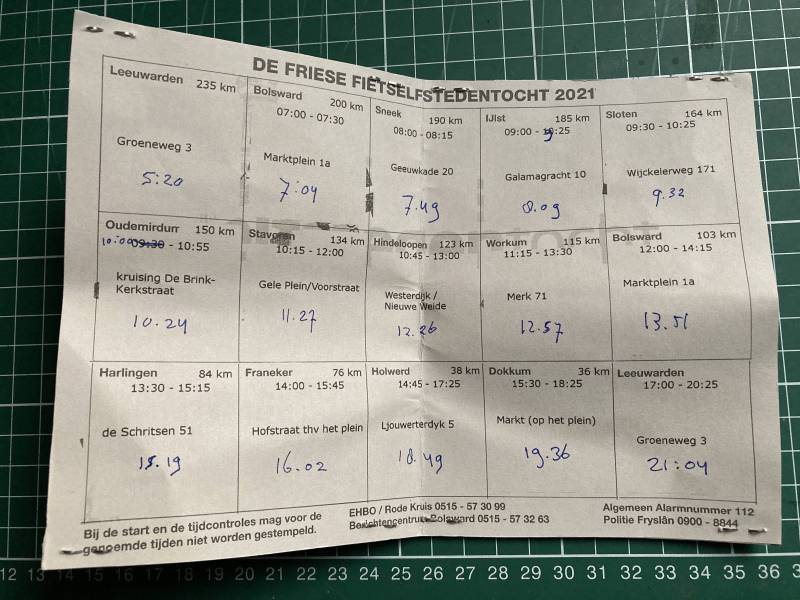 DE FRIESE FIETSELFSTEDENTOCHT 2021
Leeuwarden 235 km
Groeneweg 3
5:20
Bolsward 200 km
07:00 - 07:30
Marktplein 1a
7:04
Sneek 190 km
08:00 - 08:15
Geeuwkade 20
7.49
IJlst 185 km
09:00 - 9:25
Galamagracht 10
8.09
Sloten 164 km
09:30 - 10:25
Wijckelerweg 171
9.32
Oudemirdum 150 km
10:00 09:30 - 10:55
kruising De Brink-
Kerkstraat
10.24
Stavoren 134 km
10:15 - 12:00
Gele Plein/Voorstraat
11.27
Hindeloopen 123 km
10:45 - 13:00
Westerdijk /
Nieuwe Weide
12.26
Workum 115 km
11:15 - 13:30
Merk 71
12.57
Bolsward 103 km
12:00 - 14:15
Marktplein 1a
13.51
Harlingen 84 km
13:30 - 15:15
de Schritsen 51
15.19
Franeker 76 km
14:00 - 15:45
Hofstraat thv het plein
16.02
Holwerd 38 km
14:45 - 17:25
Ljouwerterdyk 5
18.49
Dokkum 36 km
15:30 - 18:25
Markt (op het plein)
19.36
Leeuwarden
17:00 - 20:25
Groeneweg 3
21:04
Bij de start en de tijdcontroles mag voor de
genoemde tijden niet worden gestempeld.
EHBO / Rode Kruis 0515 - 57 30 99
Berichtencentrum Bolsward 0515 - 57 32 63
Algemeen Alarmnummer 112
Politie Fryslân 0900 - 8844
12 13 14 15 16 17 18 19 20 21 22 23 24 25 26 27 28 29 30 31 32 33 34 35 36